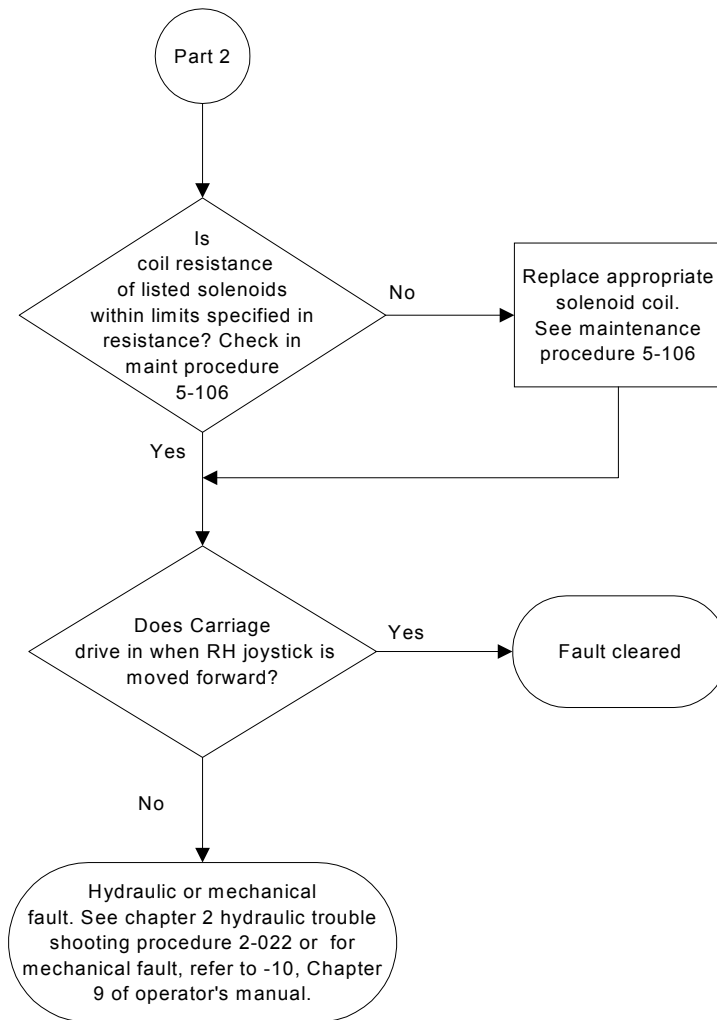 Part 2
Is
coil resistance
of listed solenoids
within limits specified in
resistance? Check in
maint procedure
5-106
No
Replace appropriate
solenoid coil.
See maintenance
procedure 5-106
Yes
Does Carriage
drive in when RH joystick is
moved forward?
Yes
Fault cleared
No
Hydraulic or mechanical
fault. See chapter 2 hydraulic trouble
shooting procedure 2-022 or for
mechanical fault, refer to -10, Chapter
9 of operator's manual.